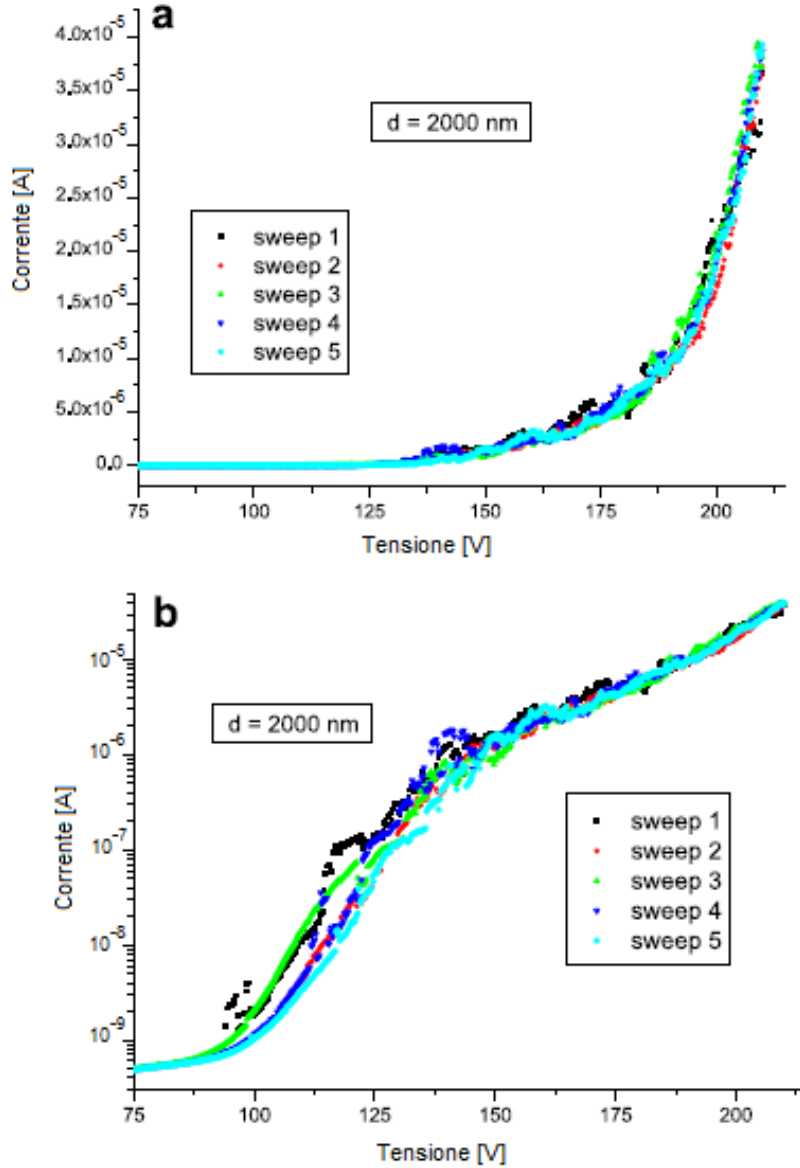 a
4.0x10⁻⁵
3.5x10⁻⁵
3.0x10⁻⁵
2.5x10⁻⁵
2.0x10⁻⁵
1.5x10⁻⁵
1.0x10⁻⁵
5.0x10⁻⁶
0.0
Corrente [A]
d = 2000 nm
sweep 1
sweep 2
sweep 3
sweep 4
sweep 5
75 100 125 150 175 200
Tensione [V]
b
10⁻⁵
10⁻⁶
10⁻⁷
10⁻⁸
10⁻⁹
Corrente [A]
d = 2000 nm
sweep 1
sweep 2
sweep 3
sweep 4
sweep 5
75 100 125 150 175 200
Tensione [V]